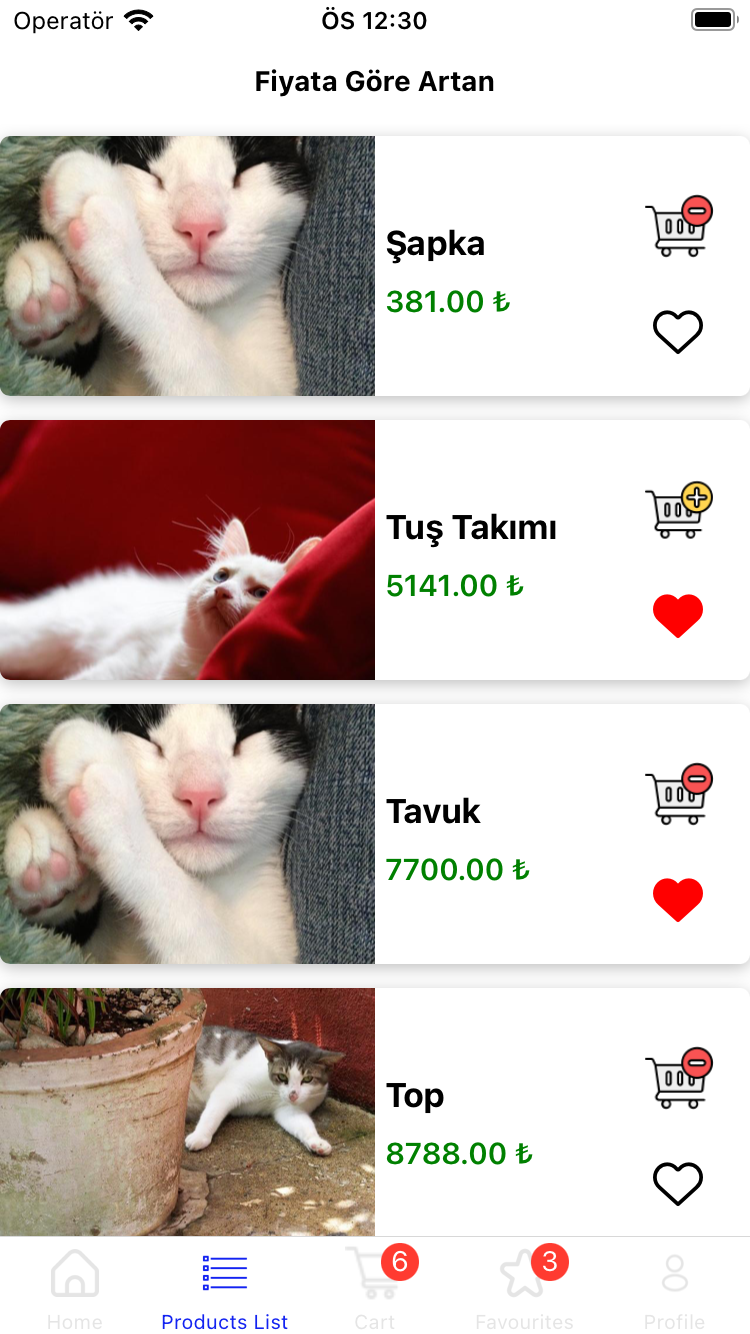 Operatör ÖS 12:30
Fiyata Göre Artan
Şapka
381.00 ₺
Tuş Takımı
5141.00 ₺
Tavuk
7700.00 ₺
Top
8788.00 ₺
6 3
Home Products List Cart Favourites Profile